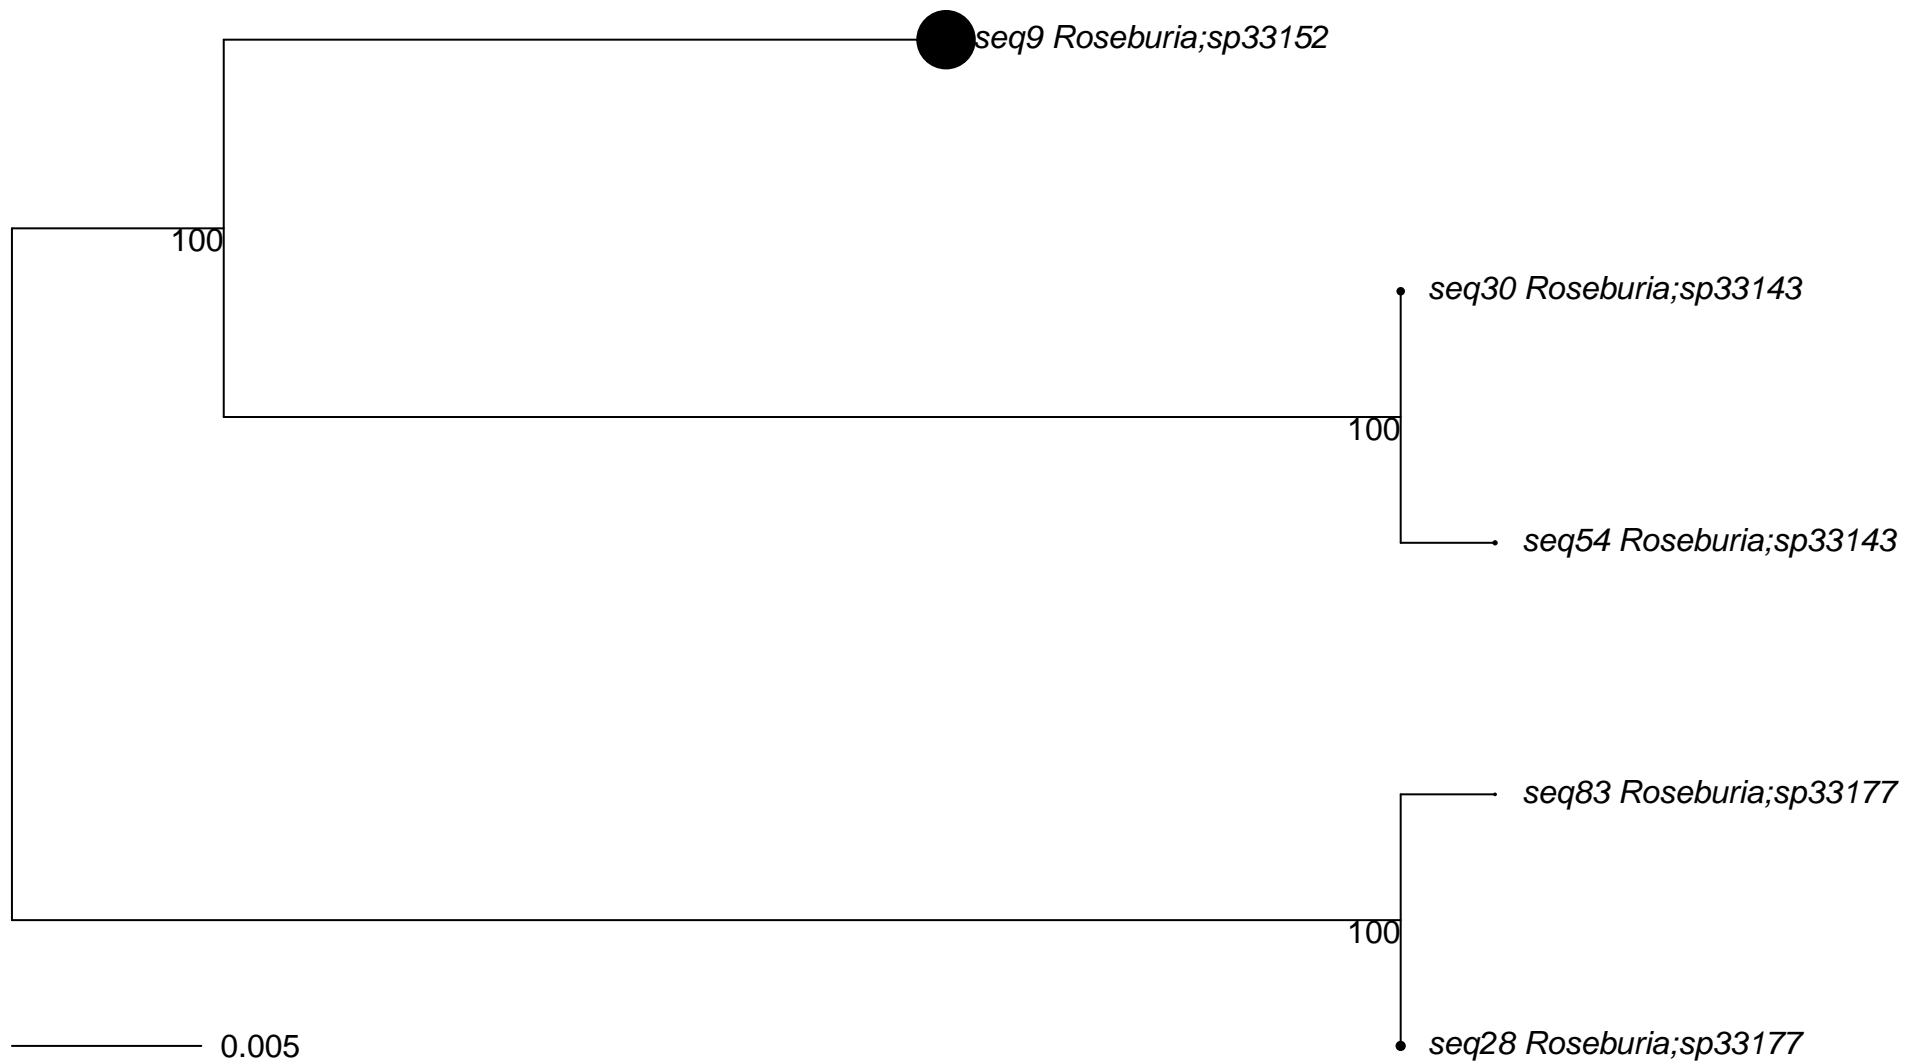 seq9 Roseburia;sp33152
100
seq30 Roseburia;sp33143
100
seq54 Roseburia;sp33143
seq83 Roseburia;sp33177
100
seq28 Roseburia;sp33177
0.005